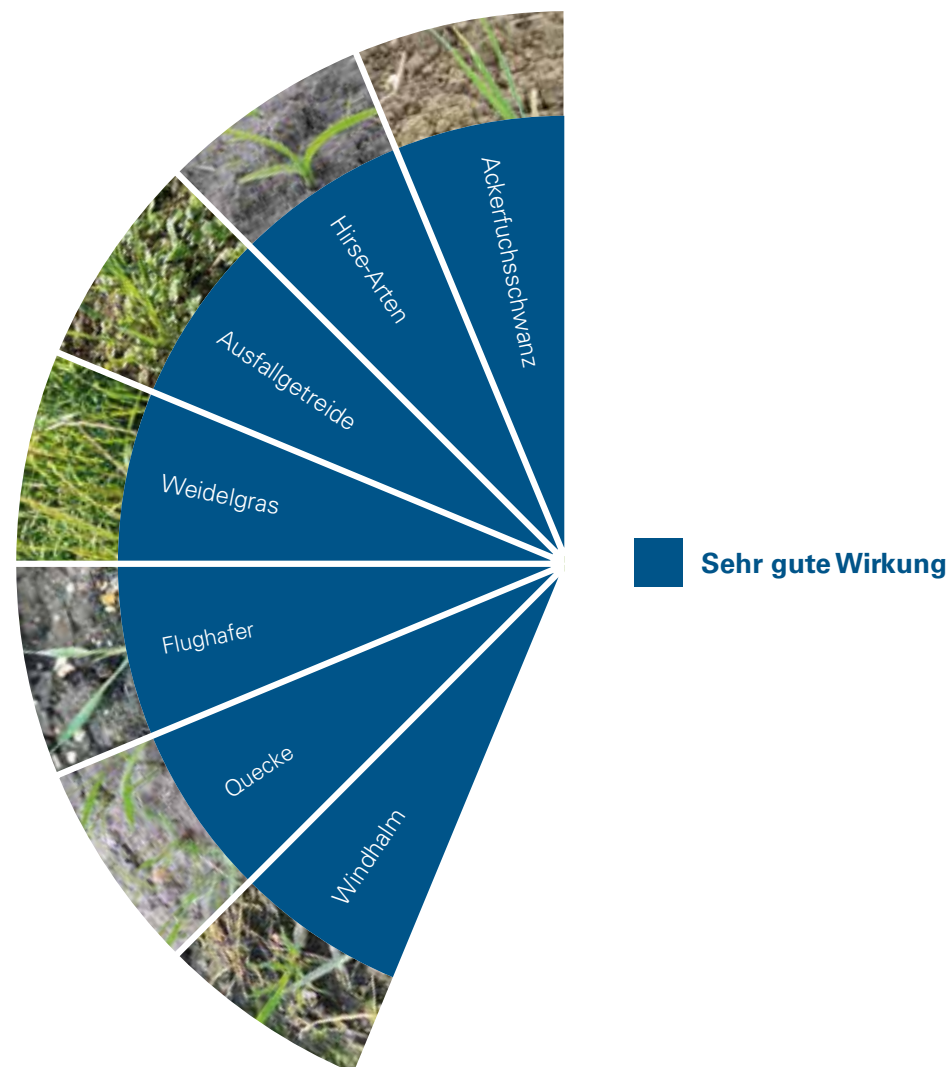 Ackerfuchsschwanz
Hirse-Arten
Ausfallgetreide
Weidelgras
Flughafer
Quecke
Windhalm
Sehr gute Wirkung